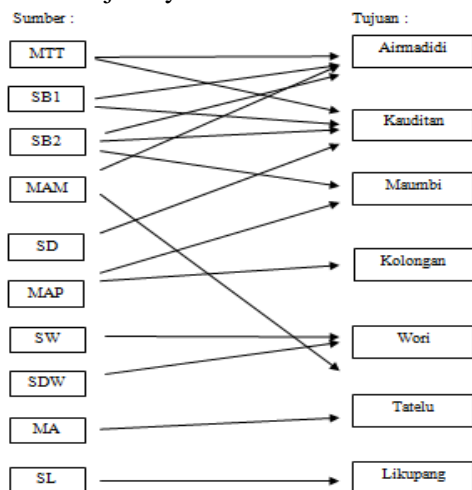 Sumber :
Tujuan :
MTT
Airmadidi
SB1
Kauditan
SB2
Maumbi
MAM
SD
Kolongan
MAP
SW
Wori
SDW
Tatelu
MA
SL
Likupang